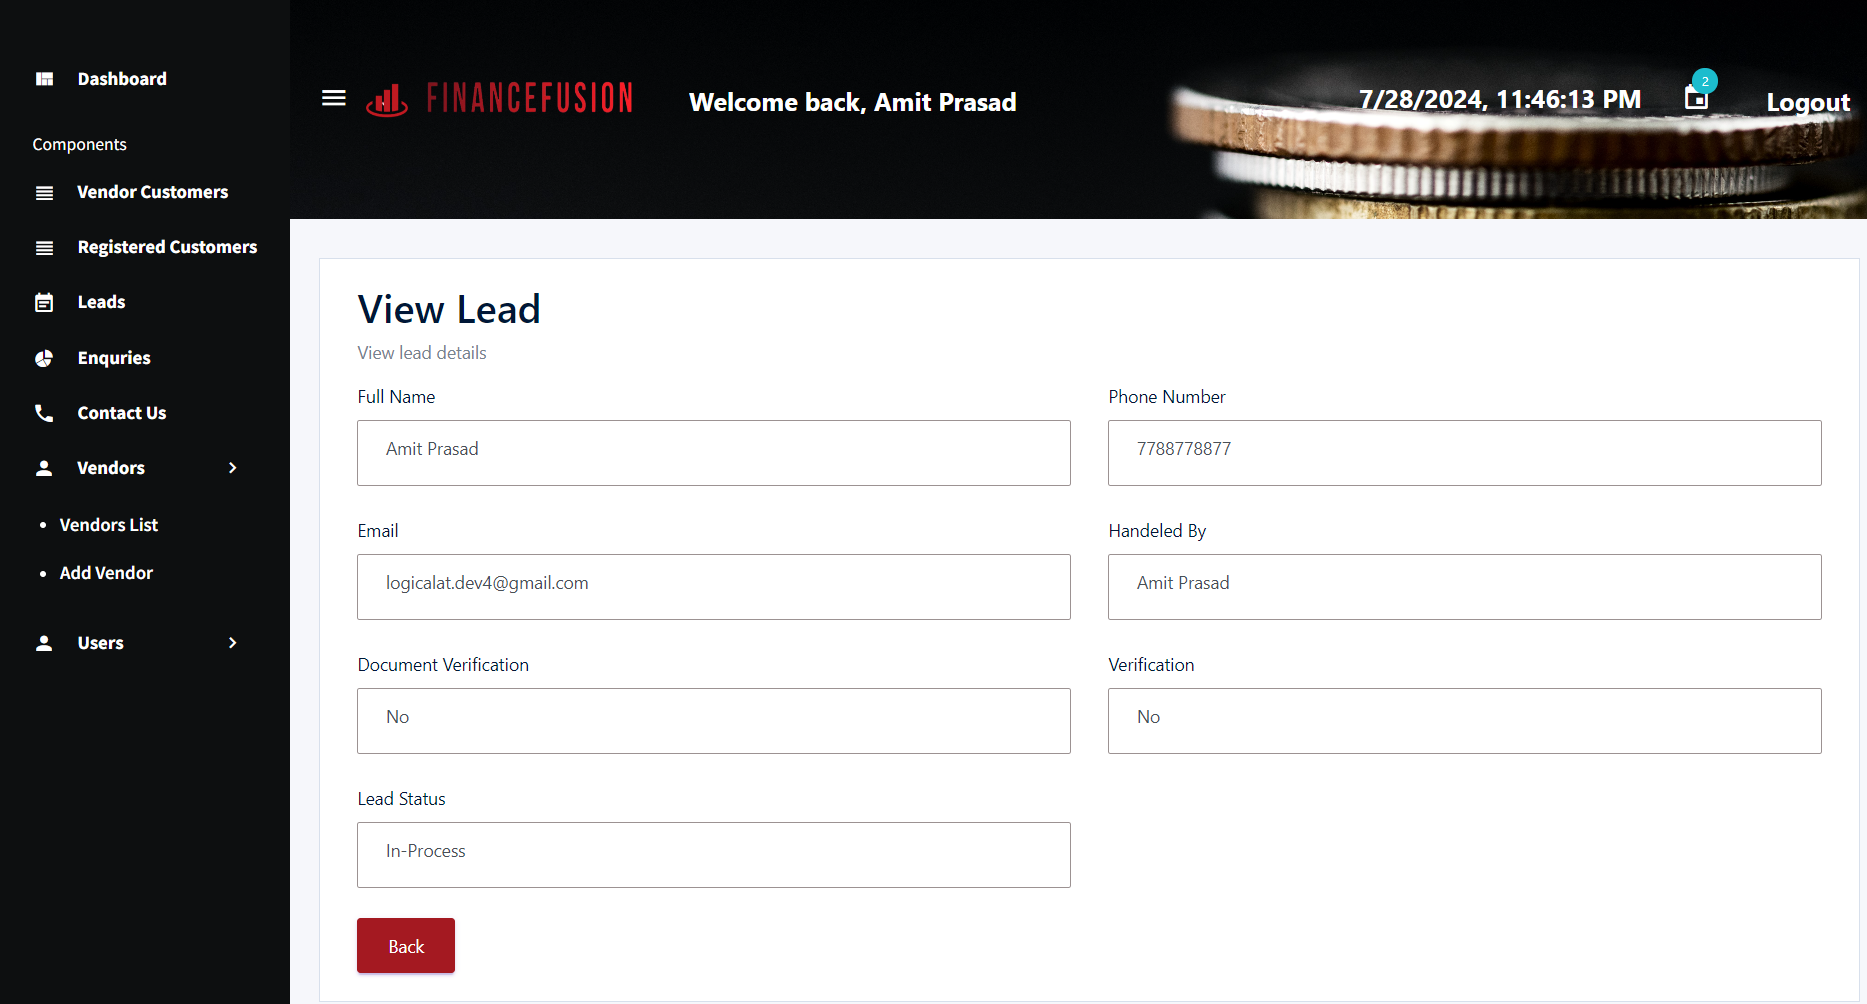 Dashboard
Components
Vendor Customers
Registered Customers
Leads
Enquries
Contact Us
Vendors
Vendors List
Add Vendor
Users
FINANCEFUSION
Welcome back, Amit Prasad
7/28/2024, 11:46:13 PM
2
Logout
View Lead
View lead details
Full Name
Amit Prasad
Phone Number
7788778877
Email
logicalat.dev4@gmail.com
Handeled By
Amit Prasad
Document Verification
No
Verification
No
Lead Status
In-Process
Back